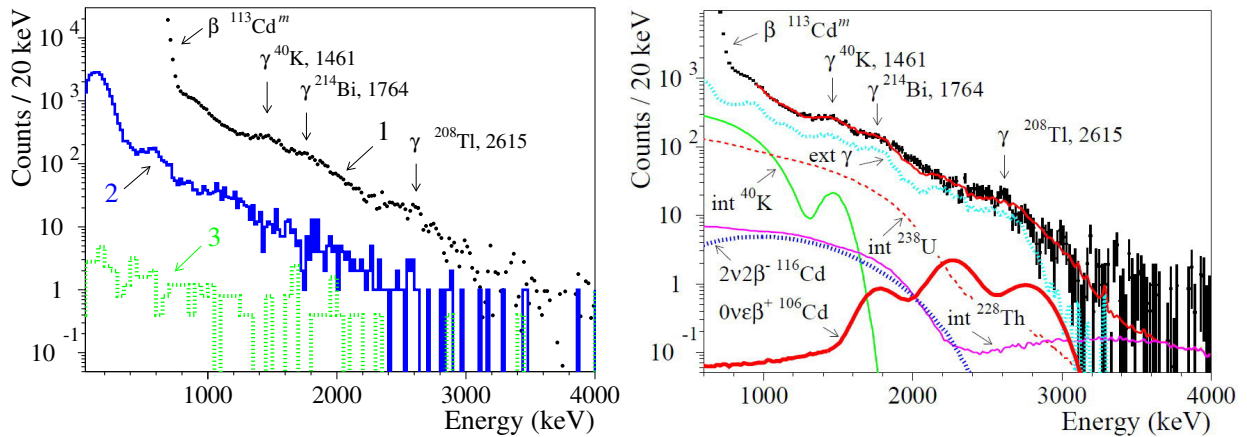 10⁴
10³
10²
10
1
10⁻¹
Counts / 20 keV
β ¹¹³Cdᵐ
γ ⁴⁰K, 1461
γ ²¹⁴Bi, 1764
γ ²⁰⁸Tl, 2615
1
2
3
1000 2000 3000 4000
Energy (keV)
10⁴
10³
10²
10
1
10⁻¹
Counts / 20 keV
β ¹¹³Cdᵐ
γ ⁴⁰K, 1461
γ ²¹⁴Bi, 1764
γ ²⁰⁸Tl, 2615
ext γ
int ⁴⁰K
int ²³⁸U
2ν2β⁻ ¹¹⁶Cd
0νεβ⁺ ¹⁰⁶Cd
int ²²⁸Th
1000 2000 3000 4000
Energy (keV)